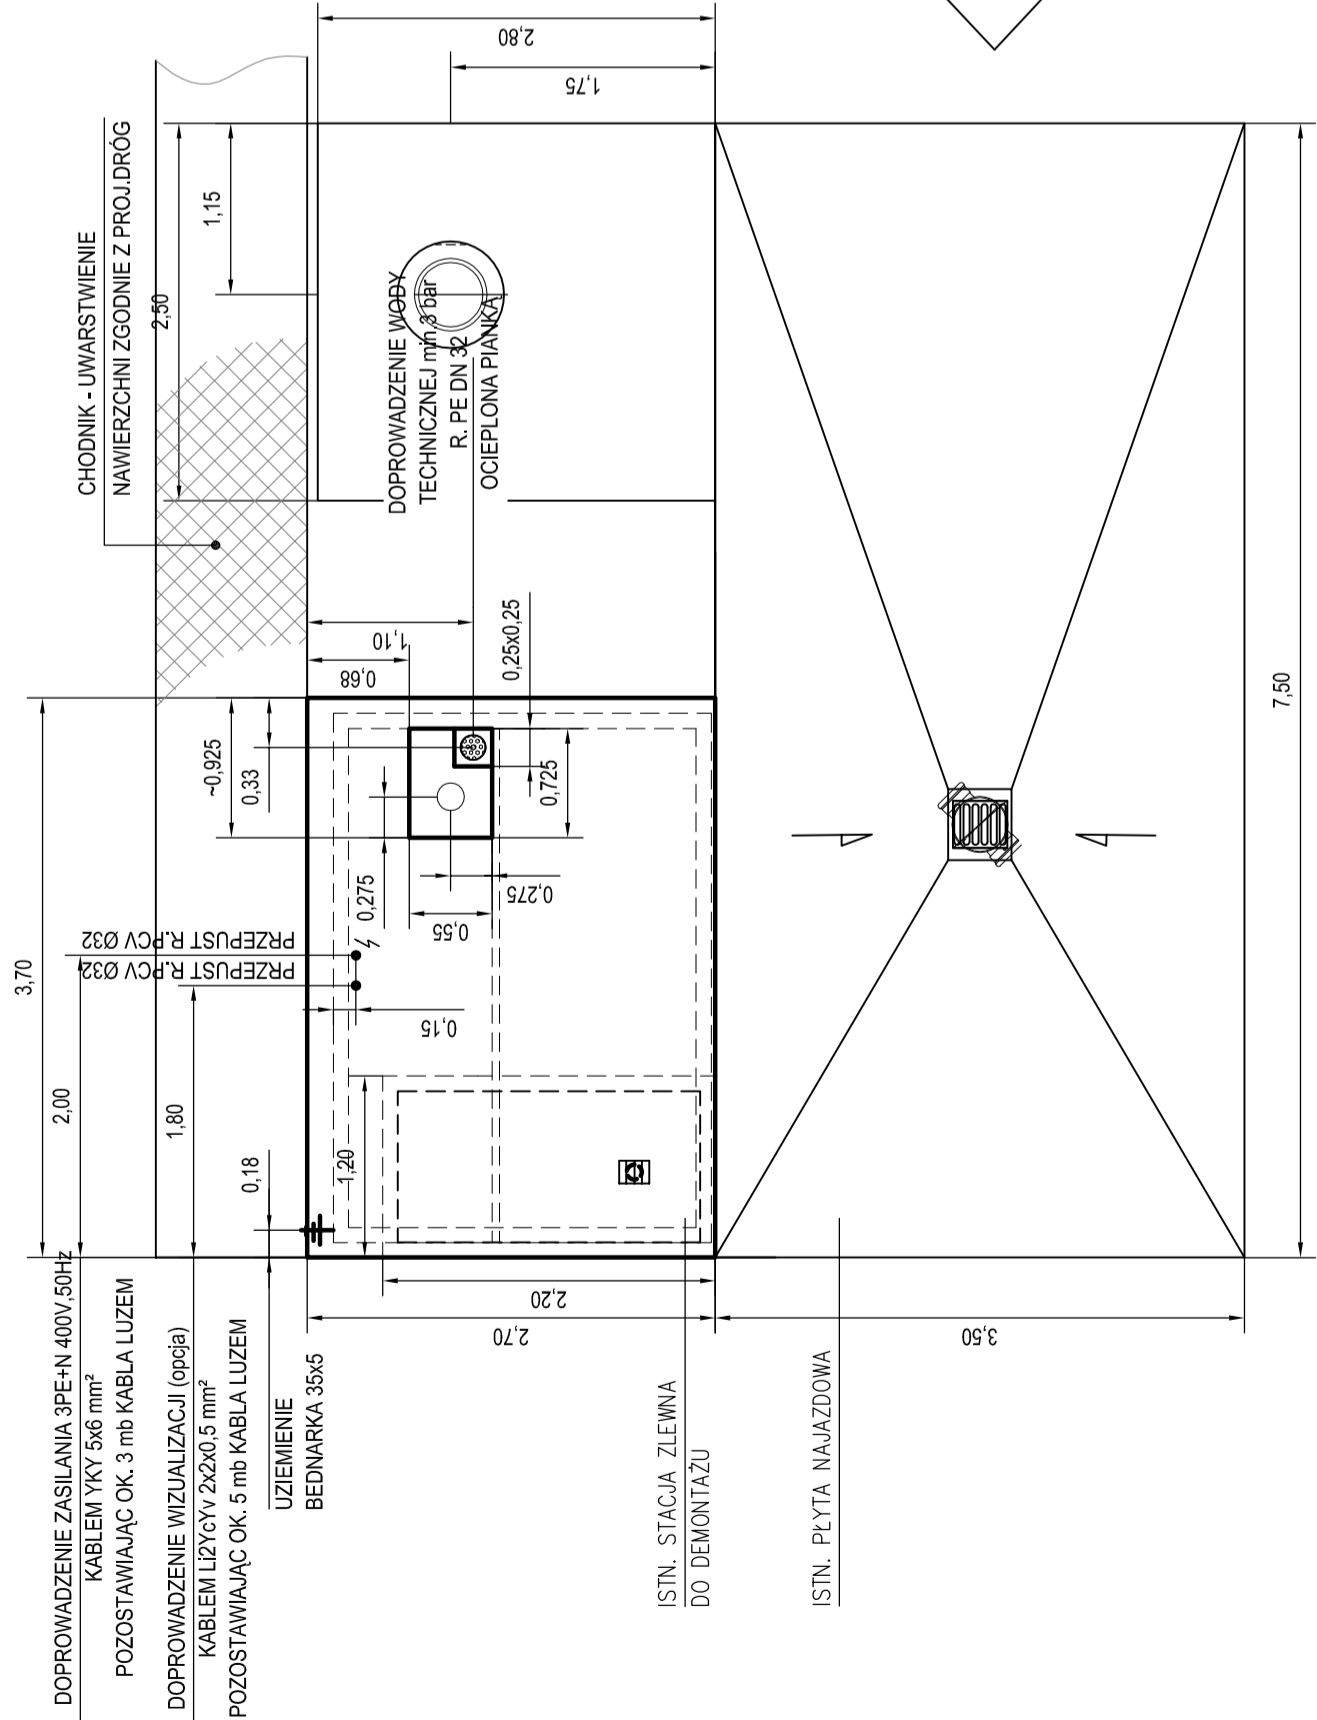 CHODNIK - UWARSTWIENIE
NAWIERZCHNI ZGODNIE Z PROJ.DRÓG
2,80
1,75
2,50
1,15
DOPROWADZENIE WODY
TECHNICZNEJ min.3 bar
R. PE DN 32
OCIEPLONA PIANKĄ
1,10
0,68
0,25x0,25
~0,925
0,33
0,725
0,275
0,275
0,55
PRZEPUST R.PCV Ø32
PRZEPUST R.PCV Ø32
0,15
3,70
2,00
1,80
0,18
1,20
2,20
2,70
3,50
7,50
DOPROWADZENIE ZASILANIA 3PE+N 400V,50Hz
KABLEM YKY 5x6 mm²
POZOSTAWIAJĄC OK. 3 mb KABLA LUZEM
DOPROWADZENIE WIZUALIZACJI (opcja)
KABLEM Li2YcYv 2x2x0,5 mm²
POZOSTAWIAJĄC OK. 5 mb KABLA LUZEM
UZIEMIENIE
BEDNARKA 35x5
ISTN. STACJA ZLEWNA
DO DEMONTAŻU
ISTN. PŁYTA NAJAZDOWA